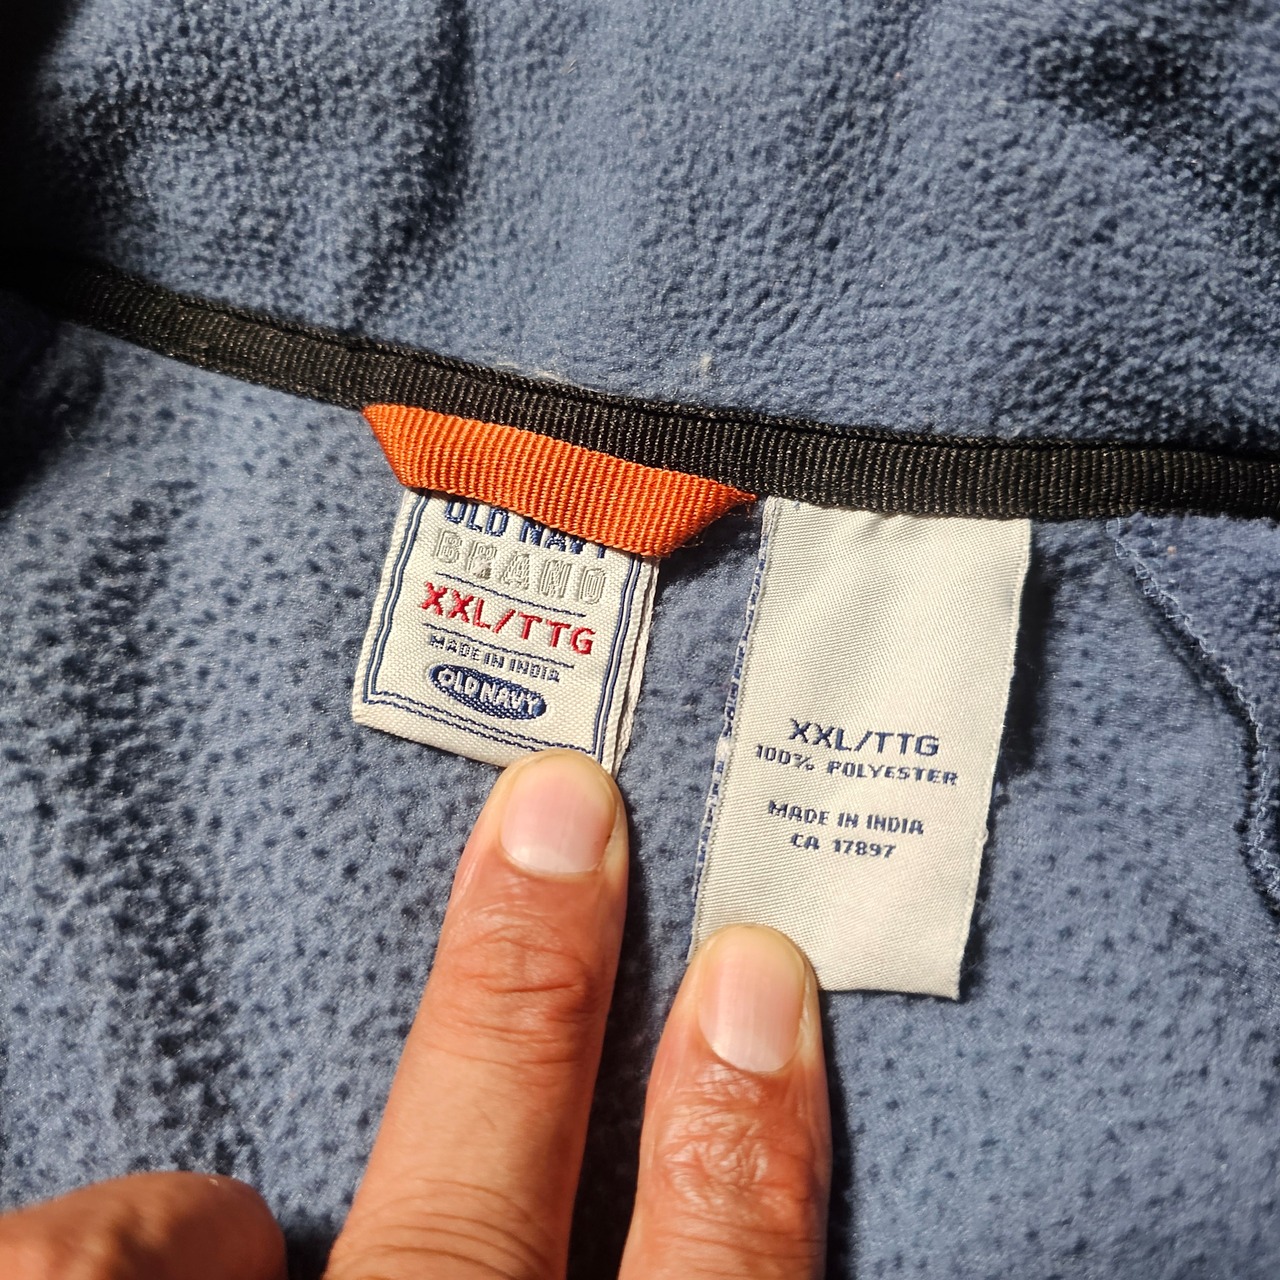 OLD NAVY
BRAND
XXL/TTG
MADE IN INDIA
OLD NAVY
XXL/TTG
100% POLYESTER
MADE IN INDIA
CA 17897